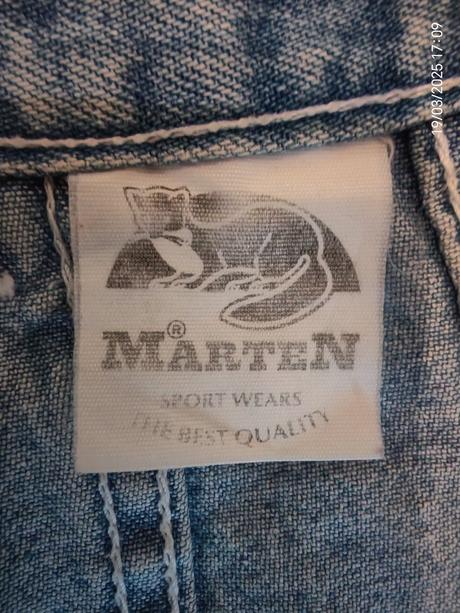 19/03/2025 17:09
MARTEN®
SPORT WEARS
THE BEST QUALITY